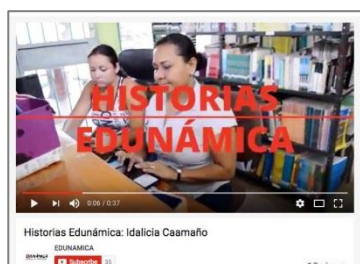 HISTORIAS
EDUNÁMICA
0:06 / 0:37
Historias Edunámica: Idalicia Caamaño
EDUNAMICA
Subscribe 35